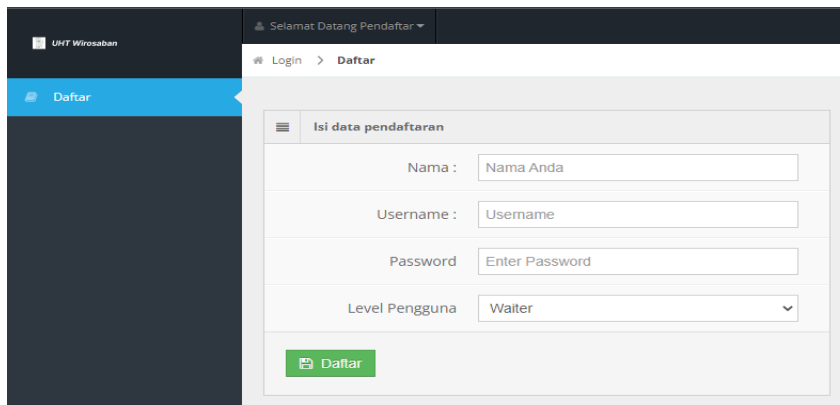 UHT Wirosaban
Selamat Datang Pendaftar
Login > Daftar
Daftar
Isi data pendaftaran
Nama : Nama Anda
Username : Username
Password Enter Password
Level Pengguna Waiter
Daftar